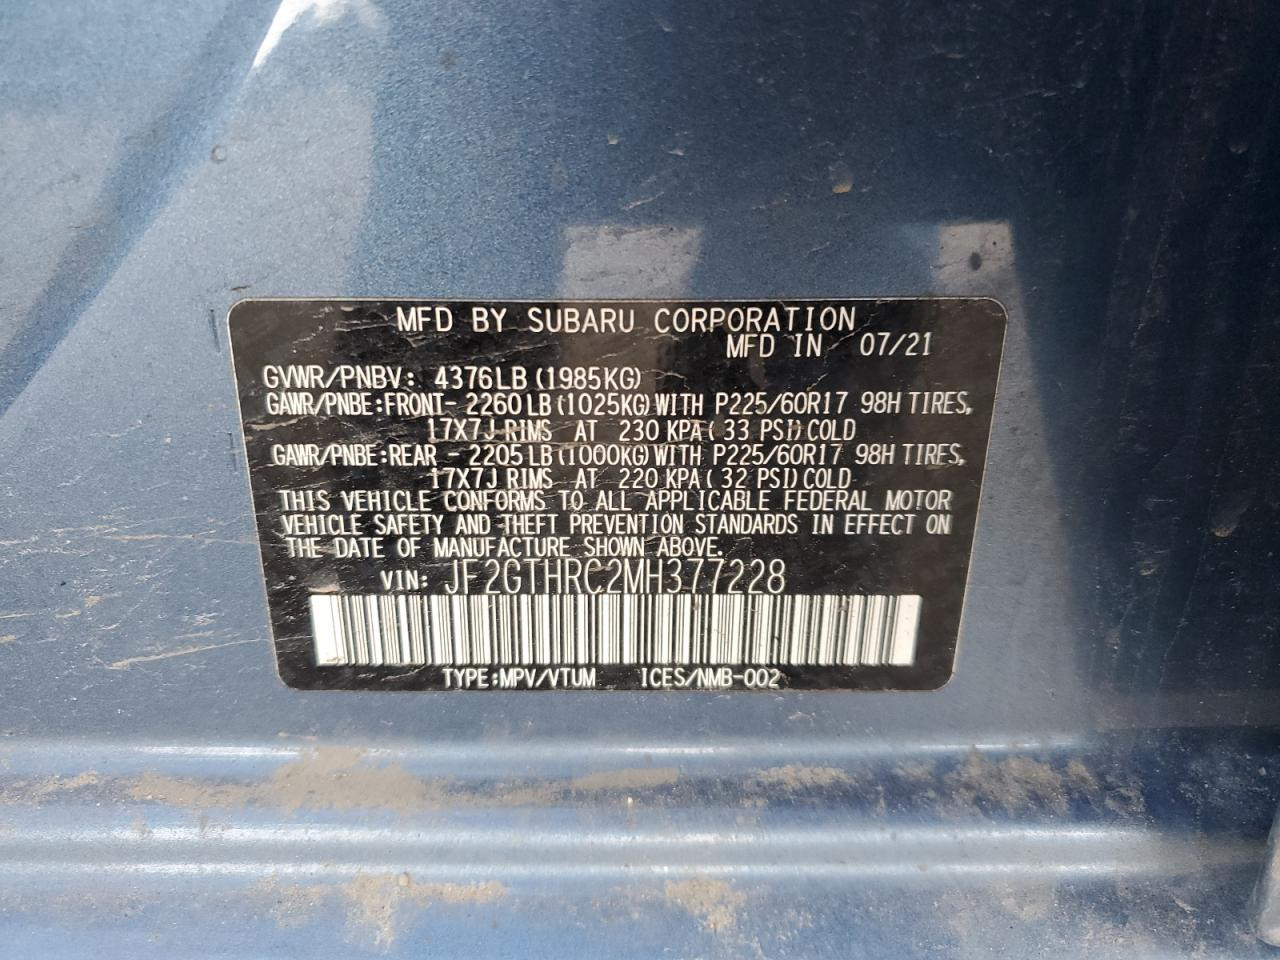 MFD BY SUBARU CORPORATION
MFD IN 07/21
GVWR/PNBV: 4376LB(1985KG)
GAWR/PNBE:FRONT- 2260LB(1025KG)WITH P225/60R17 98H TIRES,
17X7J RIMS AT 230 KPA( 33 PSI)COLD
GAWR/PNBE:REAR - 2205LB(1000KG)WITH P225/60R17 98H TIRES,
17X7J RIMS AT 220 KPA( 32 PSI)COLD
THIS VEHICLE CONFORMS TO ALL APPLICABLE FEDERAL MOTOR
VEHICLE SAFETY AND THEFT PREVENTION STANDARDS IN EFFECT ON
THE DATE OF MANUFACTURE SHOWN ABOVE.
VIN: JF2GTHRC2MH377228
TYPE:MPV/VTUM ICES/NMB-002